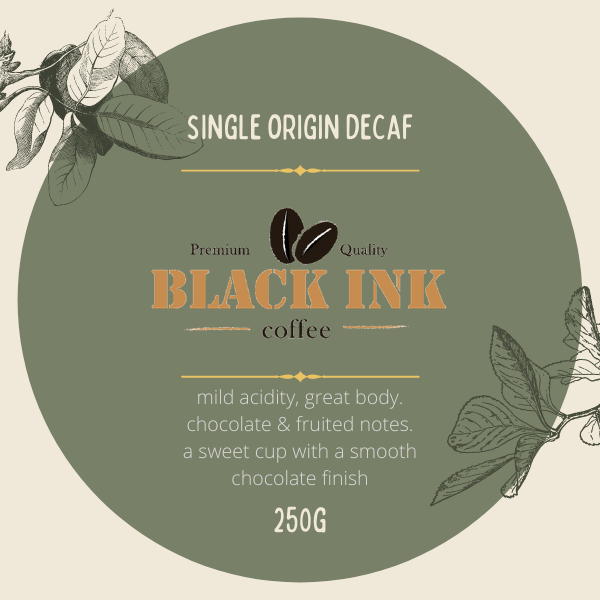 SINGLE ORIGIN DECAF
Premium Quality
BLACK INK
coffee
mild acidity, great body.
chocolate & fruited notes.
a sweet cup with a smooth
chocolate finish
250G